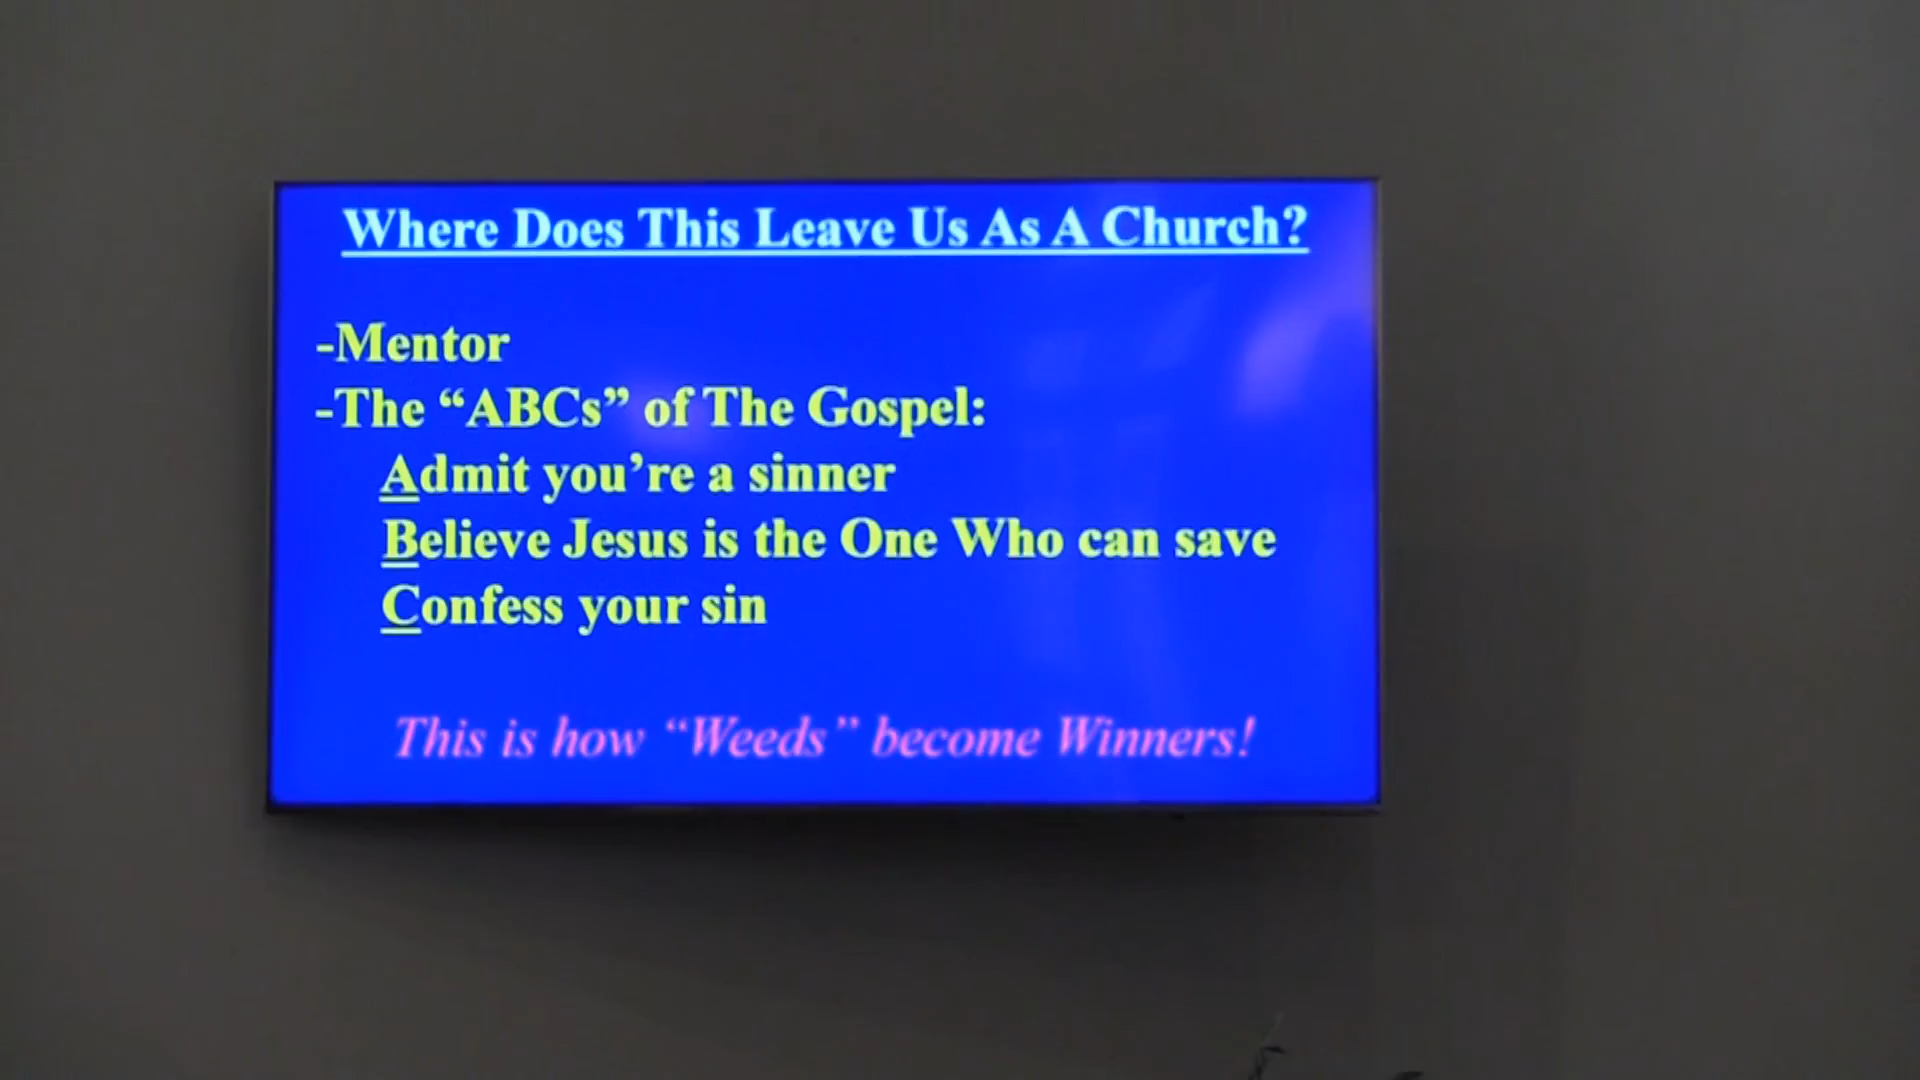 Where Does This Leave Us As A Church?
-Mentor
-The “ABCs” of The Gospel:
Admit you’re a sinner
Believe Jesus is the One Who can save
Confess your sin
This is how “Weeds” become Winners!